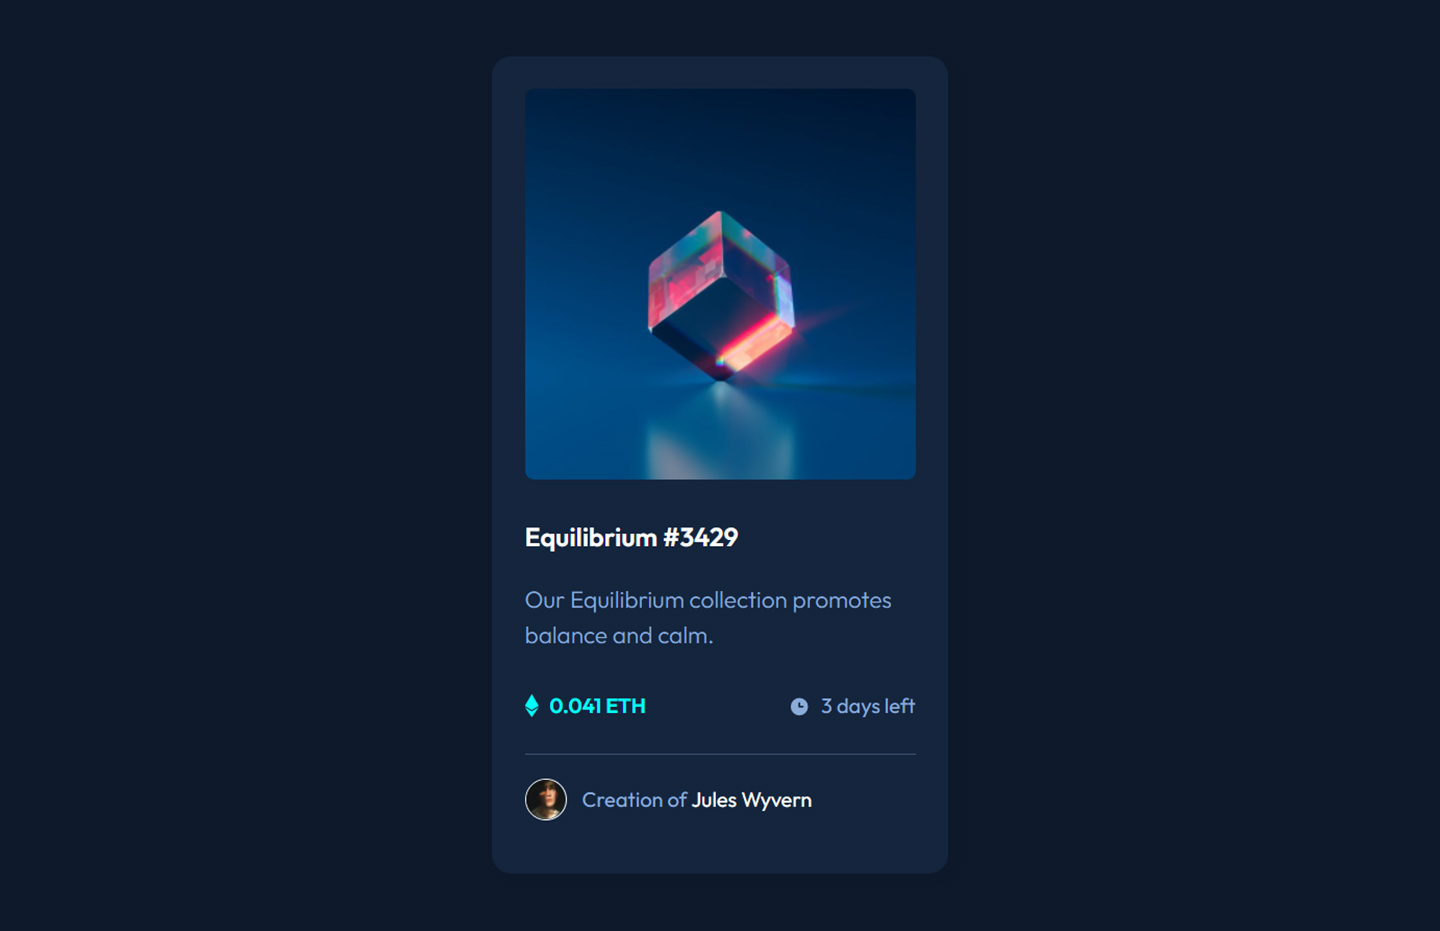 Equilibrium #3429
Our Equilibrium collection promotes
balance and calm.
0.041 ETH
3 days left
Creation of Jules Wyvern